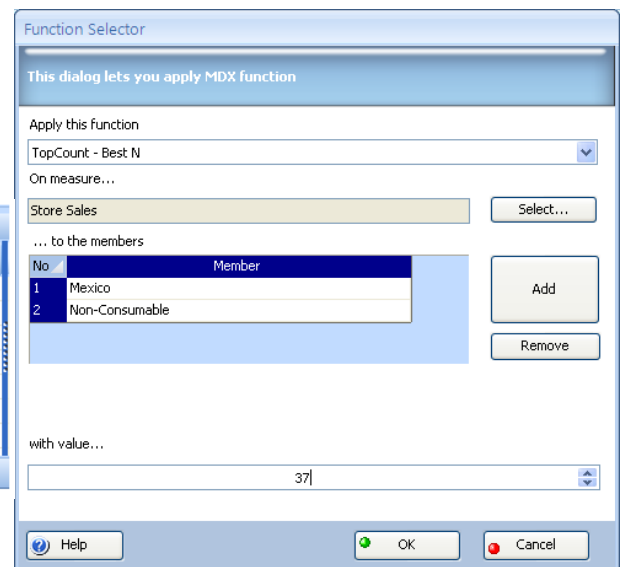 Function Selector
This dialog lets you apply MDX function
Apply this function
TopCount - Best N
On measure...
Store Sales
Select...
... to the members
No Member
1 Mexico
2 Non-Consumable
Add
Remove
with value...
37
Help OK Cancel